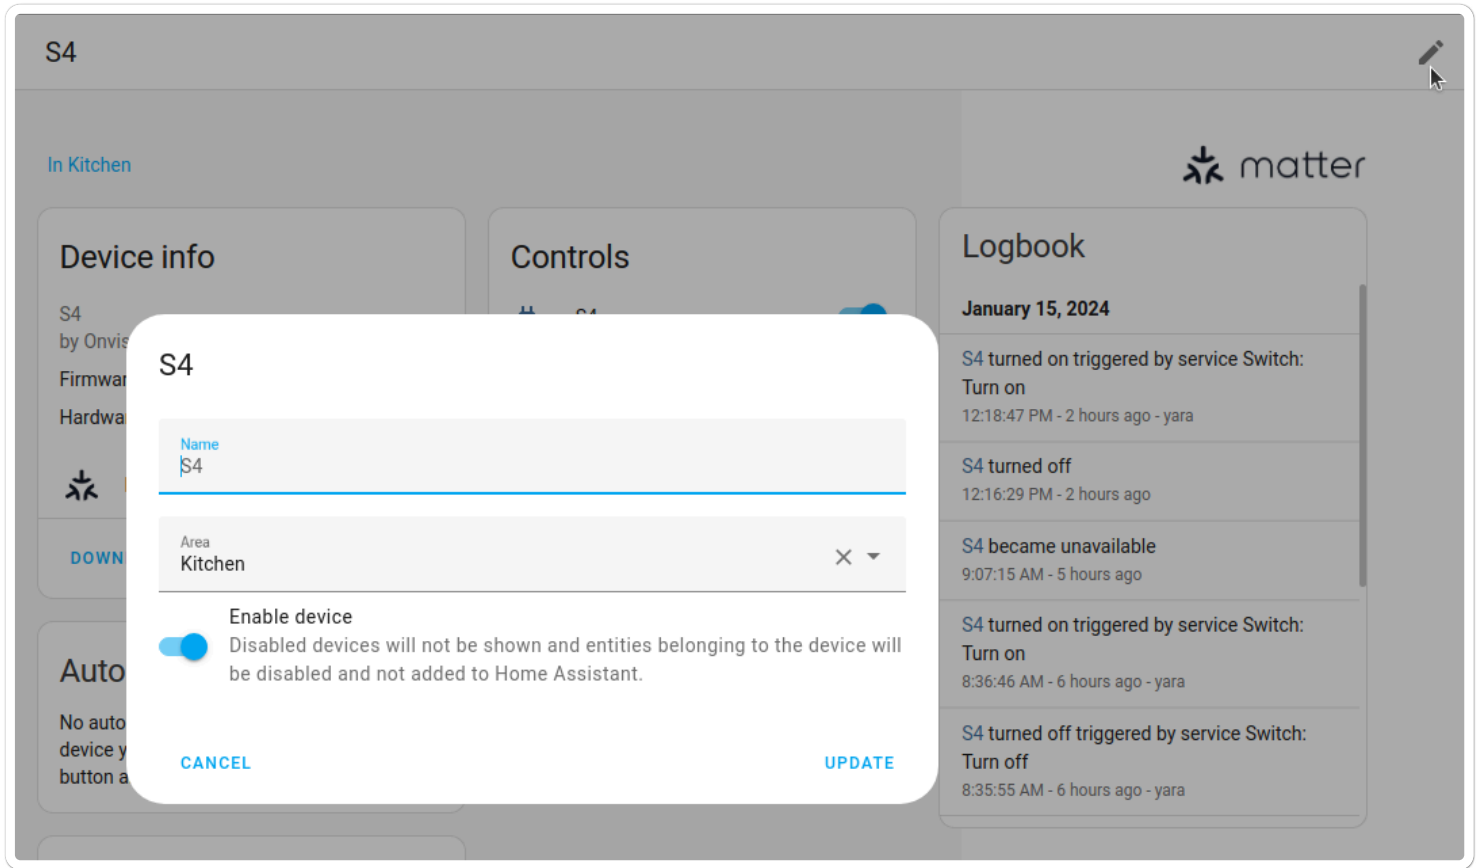 S4
In Kitchen
matter
Device info
S4
by Onvis
Firmwar
Hardwa
DOWN
Controls
S4
Logbook
January 15, 2024
S4 turned on triggered by service Switch:
Turn on
12:18:47 PM - 2 hours ago - yara
S4 turned off
12:16:29 PM - 2 hours ago
S4 became unavailable
9:07:15 AM - 5 hours ago
S4 turned on triggered by service Switch:
Turn on
8:36:46 AM - 6 hours ago - yara
S4 turned off triggered by service Switch:
Turn off
8:35:55 AM - 6 hours ago - yara
Auto
No auto
device y
button a
S4
Name
S4
Area
Kitchen
Enable device
Disabled devices will not be shown and entities belonging to the device will
be disabled and not added to Home Assistant.
CANCEL
UPDATE